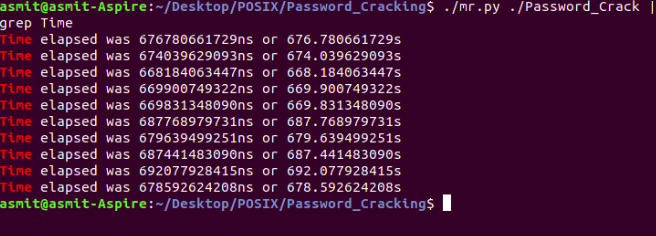 asmit@asmit-Aspire:~/Desktop/POSIX/Password_Cracking$ ./mr.py ./Password_Crack |
grep Time
Time elapsed was 676780661729ns or 676.780661729s
Time elapsed was 674039629093ns or 674.039629093s
Time elapsed was 668184063447ns or 668.184063447s
Time elapsed was 669900749322ns or 669.900749322s
Time elapsed was 669831348090ns or 669.831348090s
Time elapsed was 687768979731ns or 687.768979731s
Time elapsed was 679639499251ns or 679.639499251s
Time elapsed was 687441483090ns or 687.441483090s
Time elapsed was 692077928415ns or 692.077928415s
Time elapsed was 678592624208ns or 678.592624208s
asmit@asmit-Aspire:~/Desktop/POSIX/Password_Cracking$